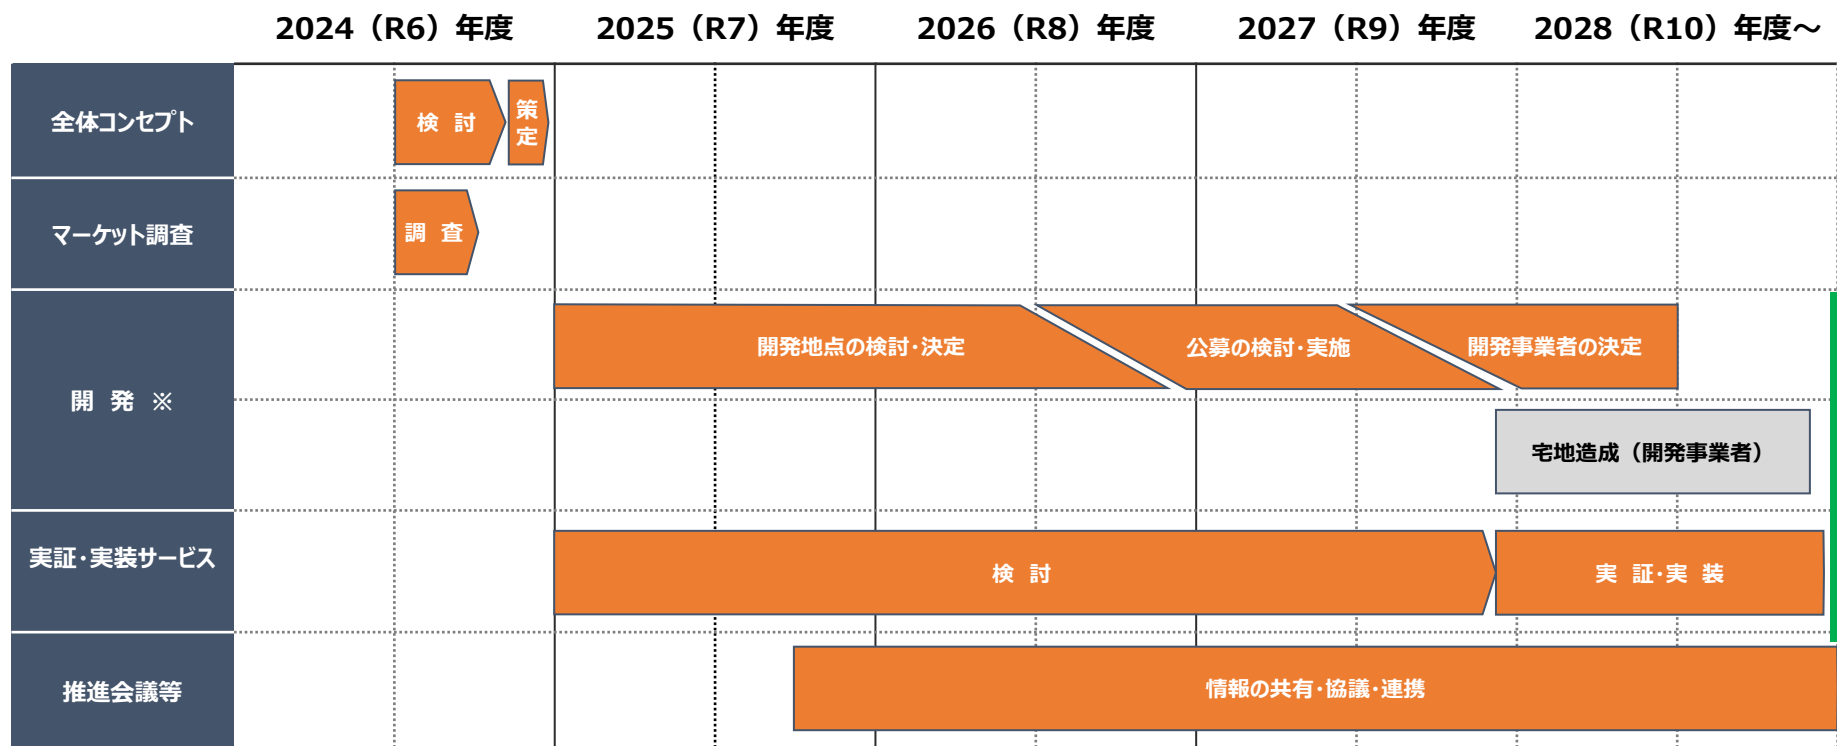 2024（R6）年度 2025（R7）年度 2026（R8）年度 2027（R9）年度 2028（R10）年度～
全体コンセプト
検 討
策
定
マーケット調査
調 査
開 発 ※
開発地点の検討･決定
公募の検討･実施
開発事業者の決定
宅地造成（開発事業者）
実証･実装サービス
検 討
実 証･実 装
推進会議等
情報の共有･協議･連携